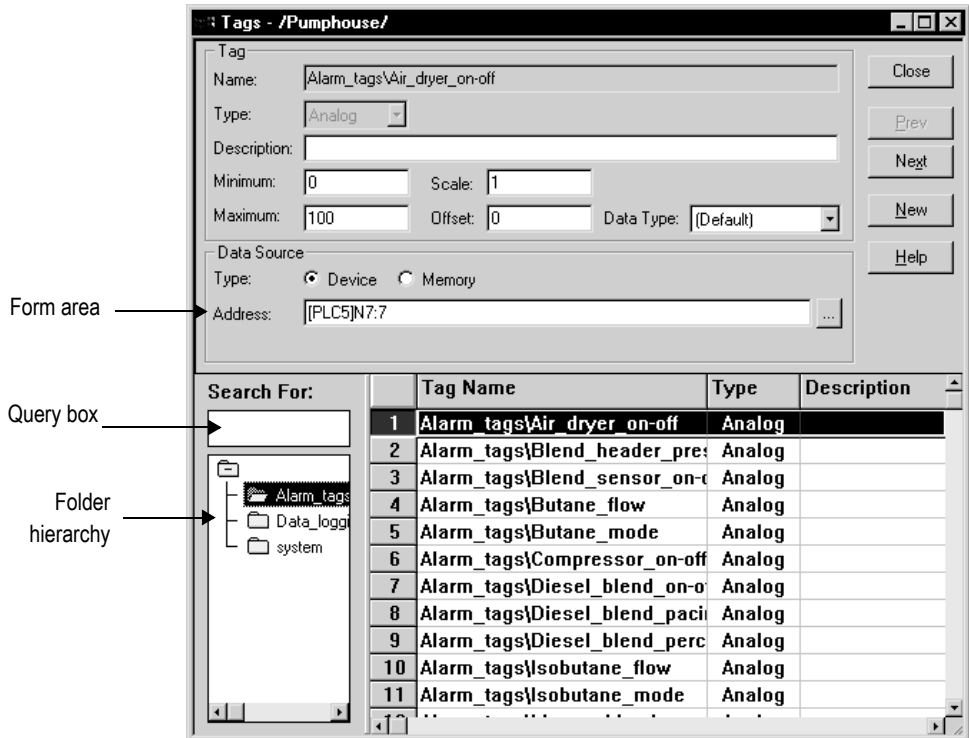 Tags - /Pumphouse/
Tag
Name: Alarm_tags\Air_dryer_on-off
Close
Type: Analog
Prev
Description:
Next
Minimum: 0 Scale: 1
New
Maximum: 100 Offset: 0 Data Type: (Default)
Data Source
Help
Type: Device Memory
Form area
Address: [PLC5]N7:7 ...
Search For:
Tag Name Type Description
Query box
1 Alarm_tags\Air_dryer_on-off Analog
2 Alarm_tags\Blend_header_pres Analog
3 Alarm_tags\Blend_sensor_on- Analog
Folder
hierarchy
Alarm_tags
Data_loggi
system
4 Alarm_tags\Butane_flow Analog
5 Alarm_tags\Butane_mode Analog
6 Alarm_tags\Compressor_on-off Analog
7 Alarm_tags\Diesel_blend_on-o Analog
8 Alarm_tags\Diesel_blend_paci Analog
9 Alarm_tags\Diesel_blend_perc Analog
10 Alarm_tags\Isobutane_flow Analog
11 Alarm_tags\Isobutane_mode Analog